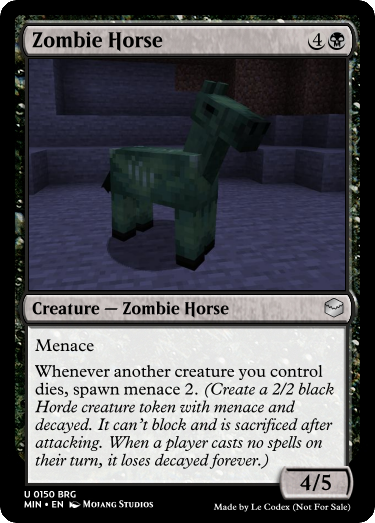 Zombie Horse 4
Creature — Zombie Horse
Menace
Whenever another creature you control
dies, spawn menace 2. (Create a 2/2 black
Horde creature token with menace and
decayed. It can't block and is sacrificed after
attacking. When a player casts no spells on
their turn, it loses decayed forever.)
4/5
U 0150 BRG
MIN • EN Mojang Studios
Made by Le Codex (Not For Sale)